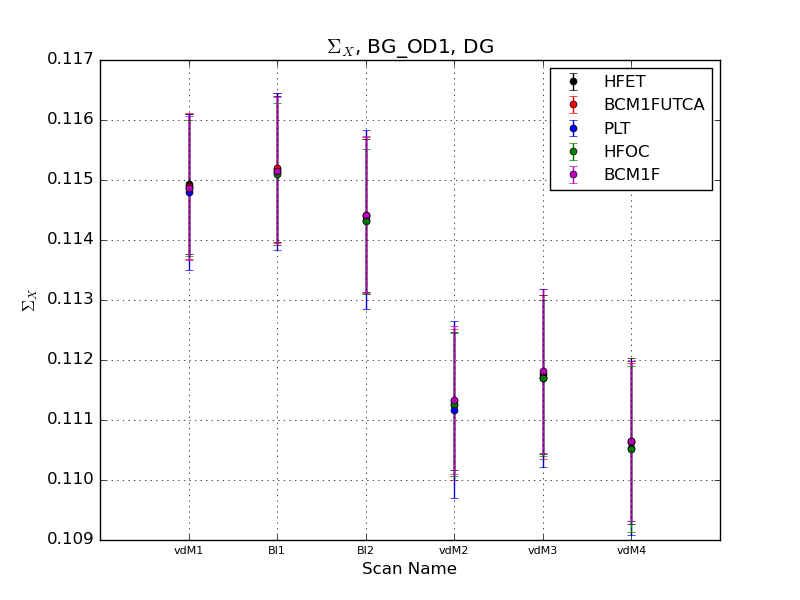 Σ_X, BG_OD1, DG
0.117
0.116
0.115
0.114
0.113
0.112
0.111
0.110
0.109
Σ_X
HFET
BCM1FUTCA
PLT
HFOC
BCM1F
vdM1 BI1 BI2 vdM2 vdM3 vdM4
Scan Name